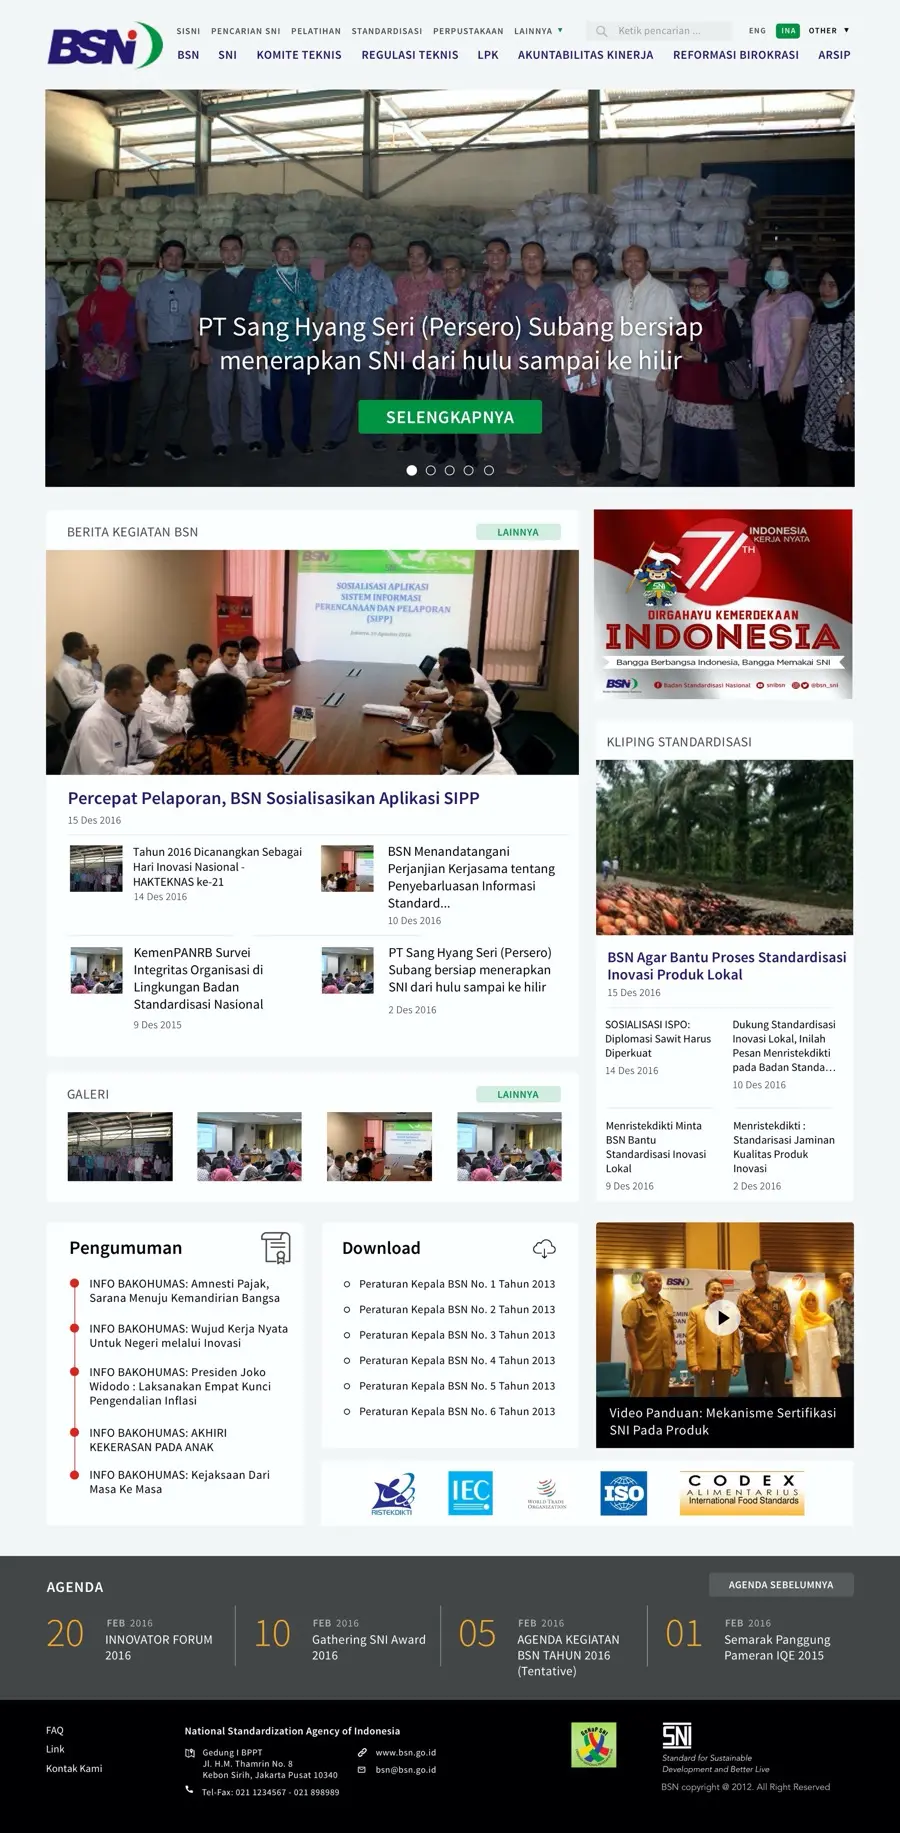 BSN
SISNI PENCARIAN SNI PELATIHAN STANDARDISASI PERPUSTAKAAN LAINNYA Ketik pencarian ... ENG INA OTHER
BSN SNI KOMITE TEKNIS REGULASI TEKNIS LPK AKUNTABILITAS KINERJA REFORMASI BIROKRASI ARSIP
PT Sang Hyang Seri (Persero) Subang bersiap
menerapkan SNI dari hulu sampai ke hilir
SELENGKAPNYA
BERITA KEGIATAN BSN
LAINNYA
BSN
SOSIALISASI APLIKASI
SISTEM INFORMASI
PERENCANAAN DAN PELAPORAN
(SIPP)
Percepat Pelaporan, BSN Sosialisasikan Aplikasi SIPP
15 Des 2016
Tahun 2016 Dicanangkan Sebagai
Hari Inovasi Nasional -
HAKTEKNAS ke-21
14 Des 2016
BSN Menandatangani
Perjanjian Kerjasama tentang
Penyebarluasan Informasi
Standard...
10 Des 2016
KemenPANRB Survei
Integritas Organisasi di
Lingkungan Badan
Standardisasi Nasional
9 Des 2015
PT Sang Hyang Seri (Persero)
Subang bersiap menerapkan
SNI dari hulu sampai ke hilir
2 Des 2016
GALERI
LAINNYA
71TH
INDONESIA
KERJA NYATA
SNI
DIRGAHAYU KEMERDEKAAN
INDONESIA
Bangga Berbangsa Indonesia, Bangga Memakai SNI
BSN Badan Standardisasi Nasional snibsn @bsn_sni
KLIPING STANDARDISASI
BSN Agar Bantu Proses Standardisasi
Inovasi Produk Lokal
15 Des 2016
SOSIALISASI ISPO:
Diplomasi Sawit Harus
Diperkuat
14 Des 2016
Dukung Standardisasi
Inovasi Lokal, Inilah
Pesan Menristekdikti
pada Badan Standa...
10 Des 2016
Menristekdikti Minta
BSN Bantu
Standardisasi Inovasi
Lokal
9 Des 2016
Menristekdikti :
Standarisasi Jaminan
Kualitas Produk
Inovasi
2 Des 2016
Pengumuman
INFO BAKOHUMAS: Amnesti Pajak,
Sarana Menuju Kemandirian Bangsa
INFO BAKOHUMAS: Wujud Kerja Nyata
Untuk Negeri melalui Inovasi
INFO BAKOHUMAS: Presiden Joko
Widodo : Laksanakan Empat Kunci
Pengendalian Inflasi
INFO BAKOHUMAS: AKHIRI
KEKERASAN PADA ANAK
INFO BAKOHUMAS: Kejaksaan Dari
Masa Ke Masa
Download
Peraturan Kepala BSN No. 1 Tahun 2013
Peraturan Kepala BSN No. 2 Tahun 2013
Peraturan Kepala BSN No. 3 Tahun 2013
Peraturan Kepala BSN No. 4 Tahun 2013
Peraturan Kepala BSN No. 5 Tahun 2013
Peraturan Kepala BSN No. 6 Tahun 2013
BSN
Video Panduan: Mekanisme Sertifikasi
SNI Pada Produk
RISTEKDIKTI
IEC
WORLD TRADE
ORGANIZATION
ISO
CODEX
ALIMENTARIUS
International Food Standards
AGENDA
AGENDA SEBELUMNYA
20
FEB 2016
INNOVATOR FORUM
2016
10
FEB 2016
Gathering SNI Award
2016
05
FEB 2016
AGENDA KEGIATAN
BSN TAHUN 2016
(Tentative)
01
FEB 2016
Semarak Panggung
Pameran IQE 2015
FAQ
Link
Kontak Kami
National Standardization Agency of Indonesia
Gedung I BPPT
Jl. H.M. Thamrin No. 8
Kebon Sirih, Jakarta Pusat 10340
Tel-Fax: 021 1234567 - 021 898989
www.bsn.go.id
bsn@bsn.go.id
SNI
Standard for Sustainable
Development and Better Live
BSN copyright @ 2012. All Right Reserved